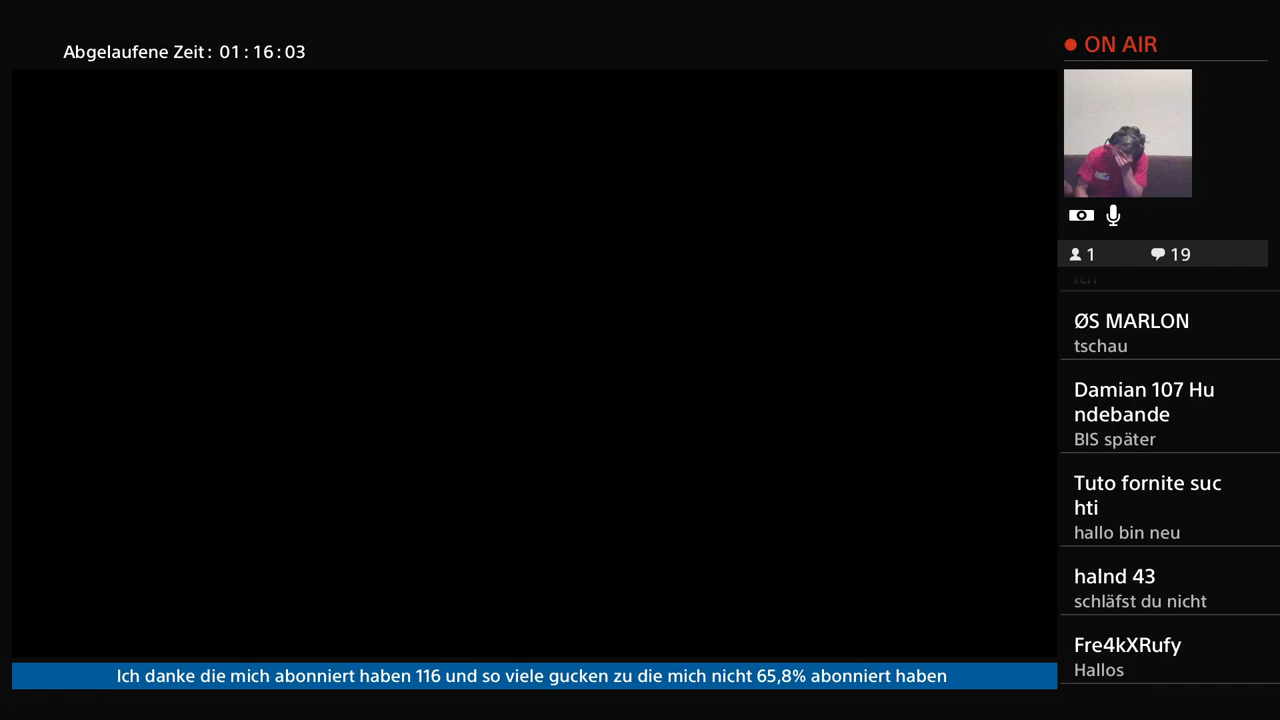 Abgelaufene Zeit: 01:16:03
ON AIR
1
19
ØS MARLON
tschau
Damian 107 Hu
ndebande
BIS später
Tuto fornite suc
hti
hallo bin neu
halnd 43
schläfst du nicht
Fre4kXRufy
Hallos
Ich danke die mich abonniert haben 116 und so viele gucken zu die mich nicht 65,8% abonniert haben